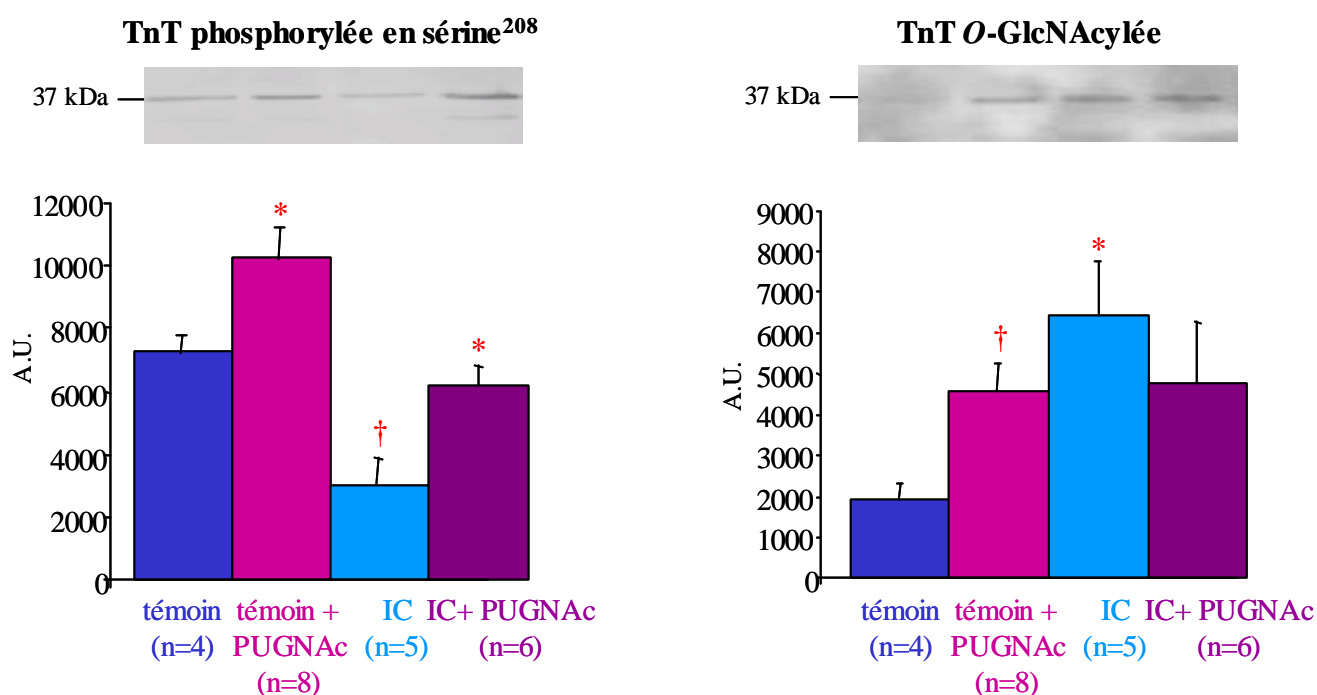 TnT phosphorylée en sérine²⁰⁸
37 kDa
12000
10000
8000
6000
4000
2000
0
A.U.
*
†
*
témoin
(n=4)
témoin +
PUGNAc
(n=8)
IC
(n=5)
IC+ PUGNAc
(n=6)
TnT O-GlcNAcylée
37 kDa
9000
8000
7000
6000
5000
4000
3000
2000
1000
0
A.U.
†
*
témoin
(n=4)
témoin +
PUGNAc
(n=8)
IC
(n=5)
IC+ PUGNAc
(n=6)